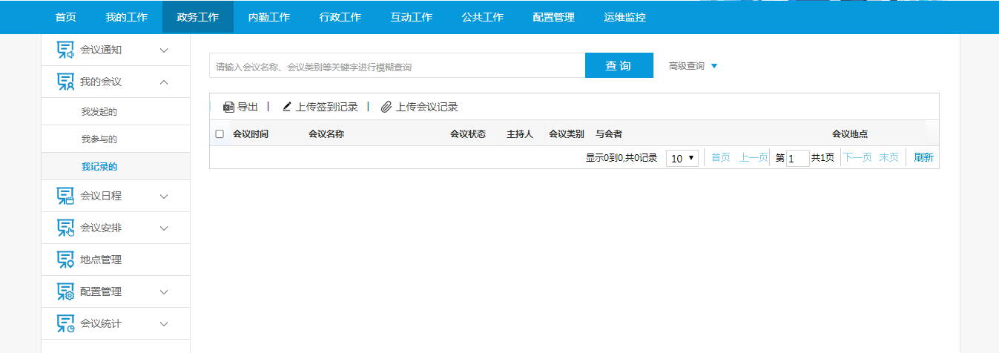 首页 我的工作 政务工作 内勤工作 行政工作 互动工作 公共工作 配置管理 运维监控
会议通知
我的会议
我发起的
我参与的
我记录的
会议日程
会议安排
地点管理
配置管理
会议统计
请输入会议名称、会议类别等关键字进行模糊查询 查 询 高级查询
导出 上传签到记录 上传会议记录
会议时间 会议名称 会议状态 主持人 会议类别 与会者 会议地点
显示0到0,共0记录 10 首页 上一页 第 1 共1页 下一页 末页 刷新